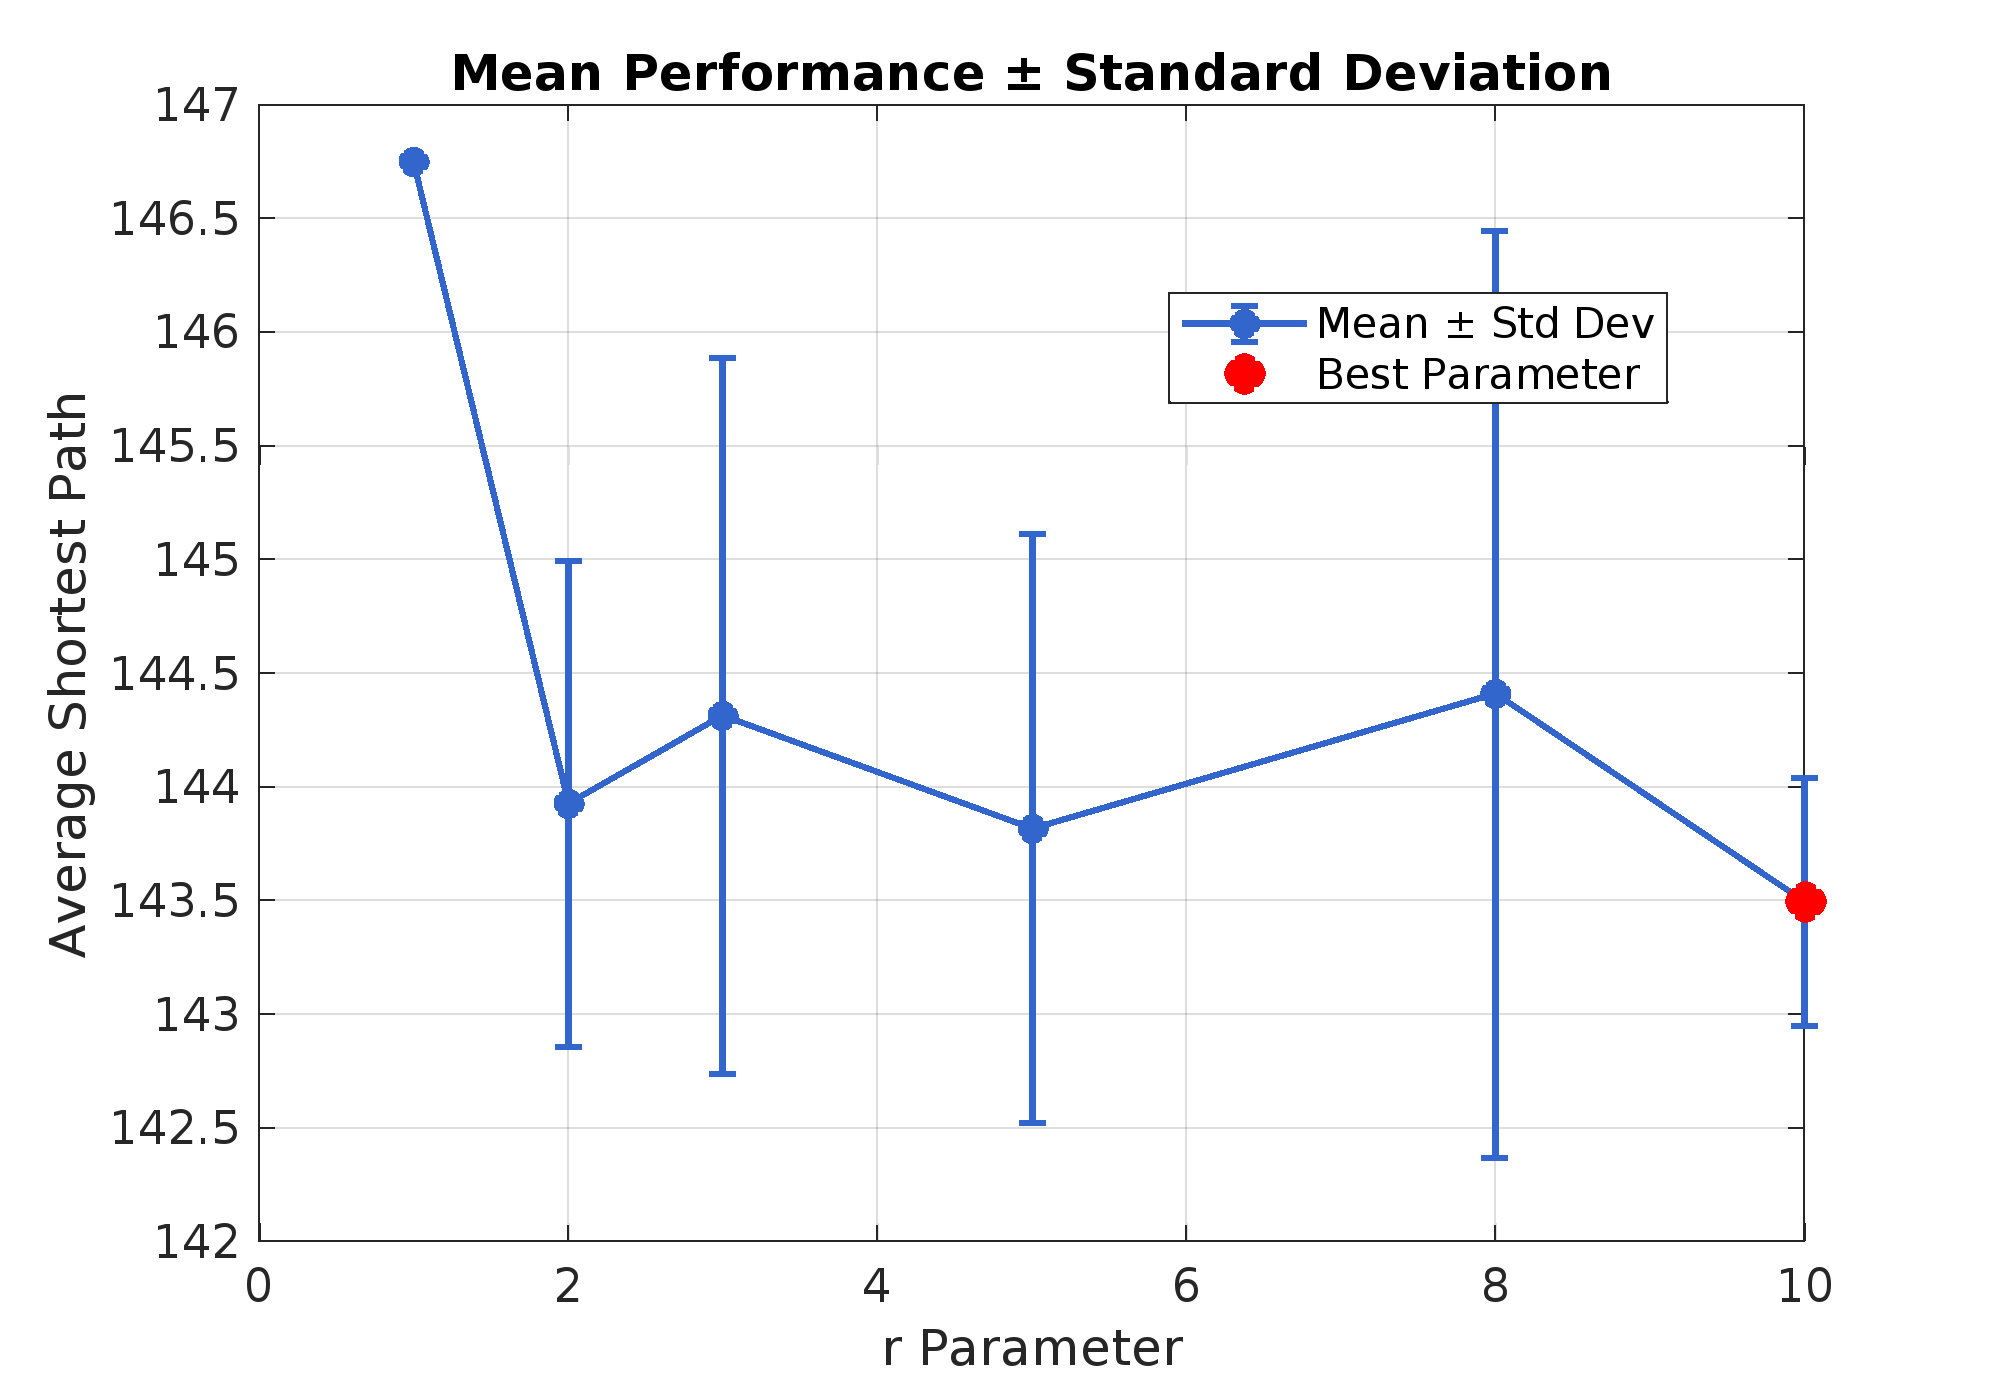 Mean Performance ± Standard Deviation
147
146.5
146
145.5
145
144.5
144
143.5
143
142.5
142
Average Shortest Path
Mean ± Std Dev
Best Parameter
0 2 4 6 8 10
r Parameter